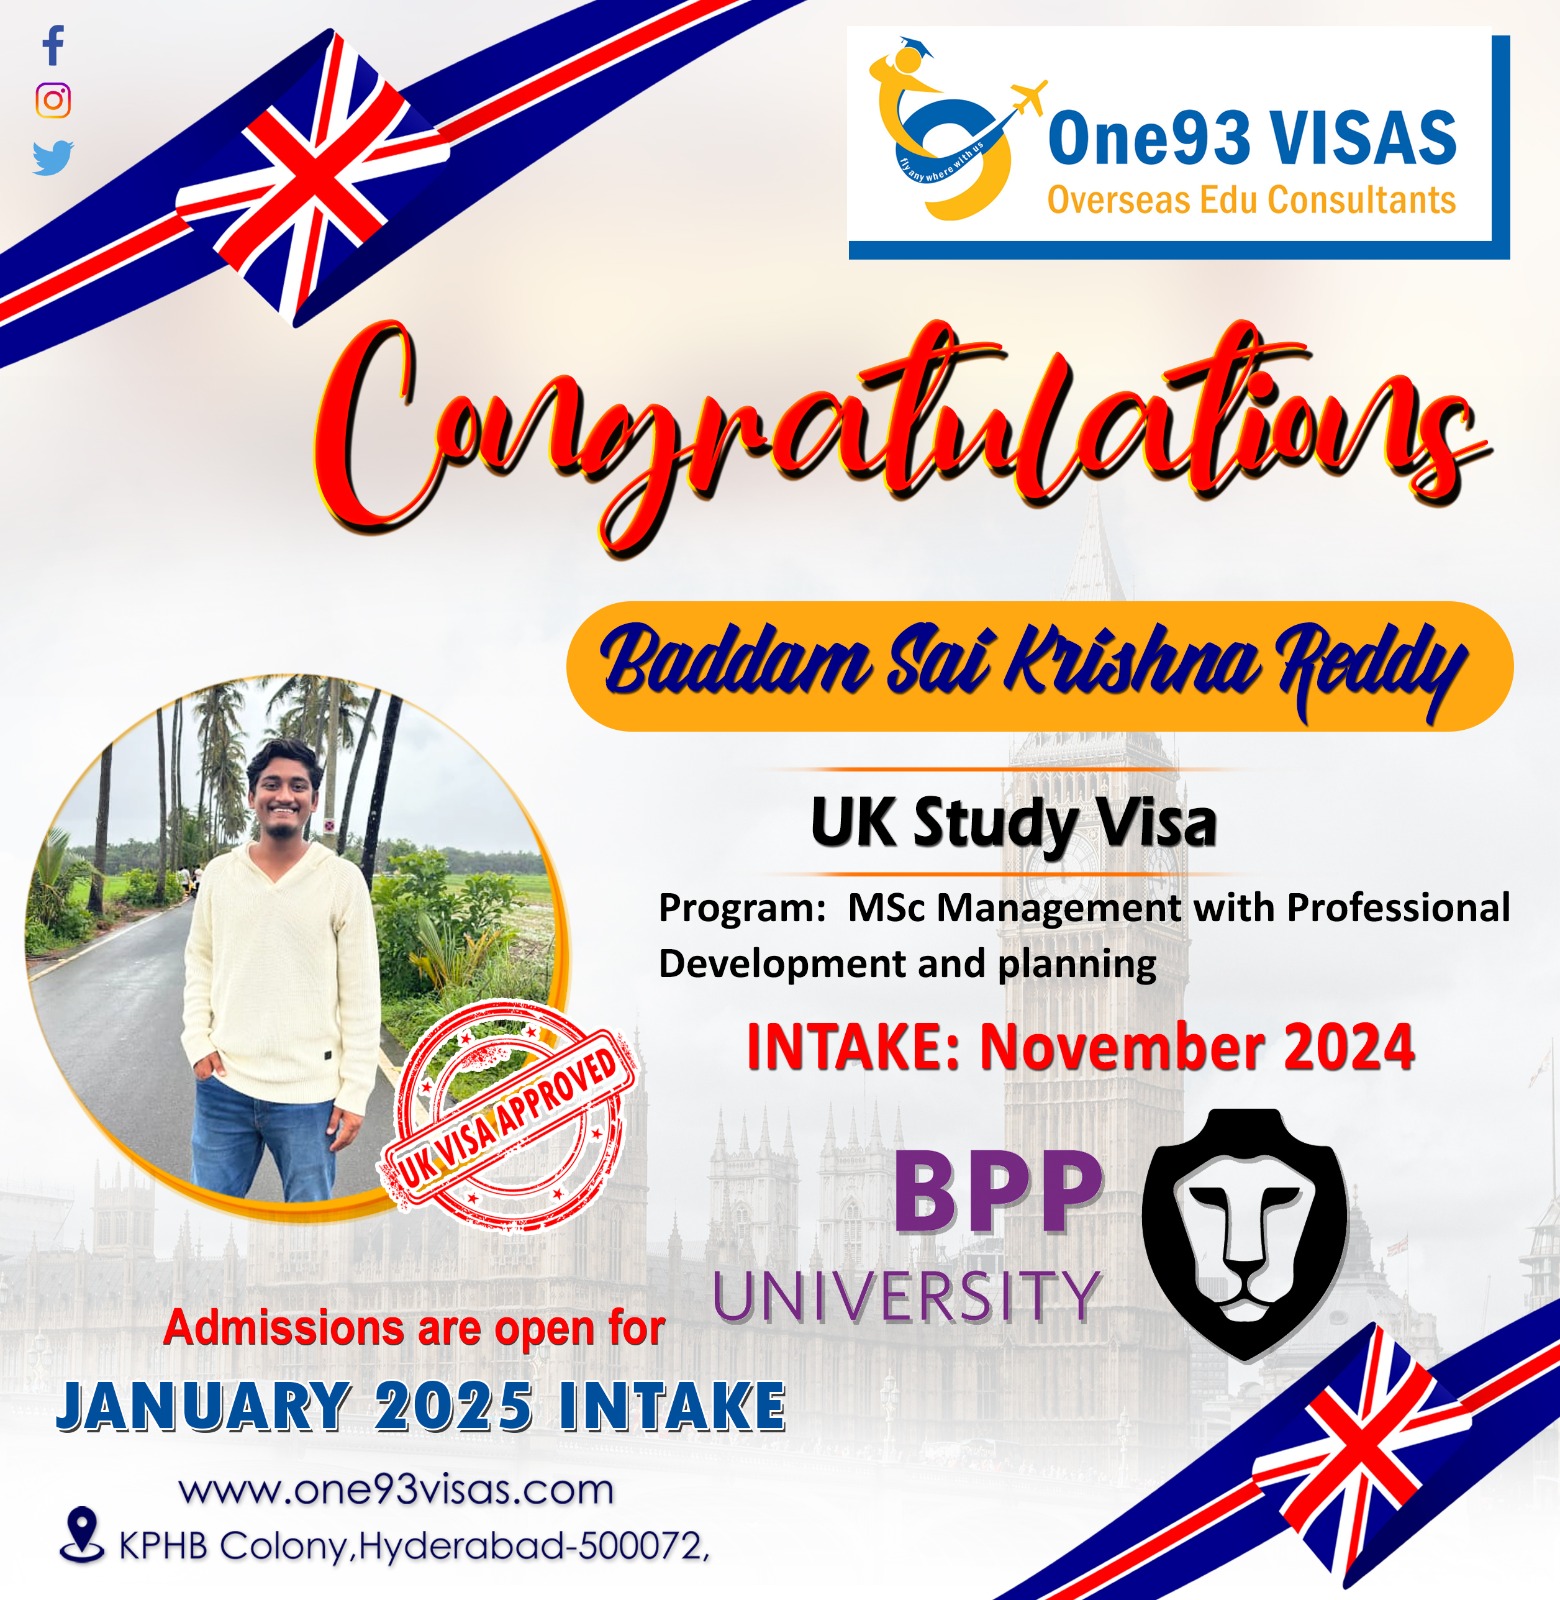 One93 VISAS
Overseas Edu Consultants
fly any where with us
Congratulations
Baddam Sai Krishna Reddy
UK Study Visa
Program: MSc Management with Professional
Development and planning
INTAKE: November 2024
UK VISA APPROVED
BPP
UNIVERSITY
Admissions are open for
JANUARY 2025 INTAKE
www.one93visas.com
KPHB Colony,Hyderabad-500072,